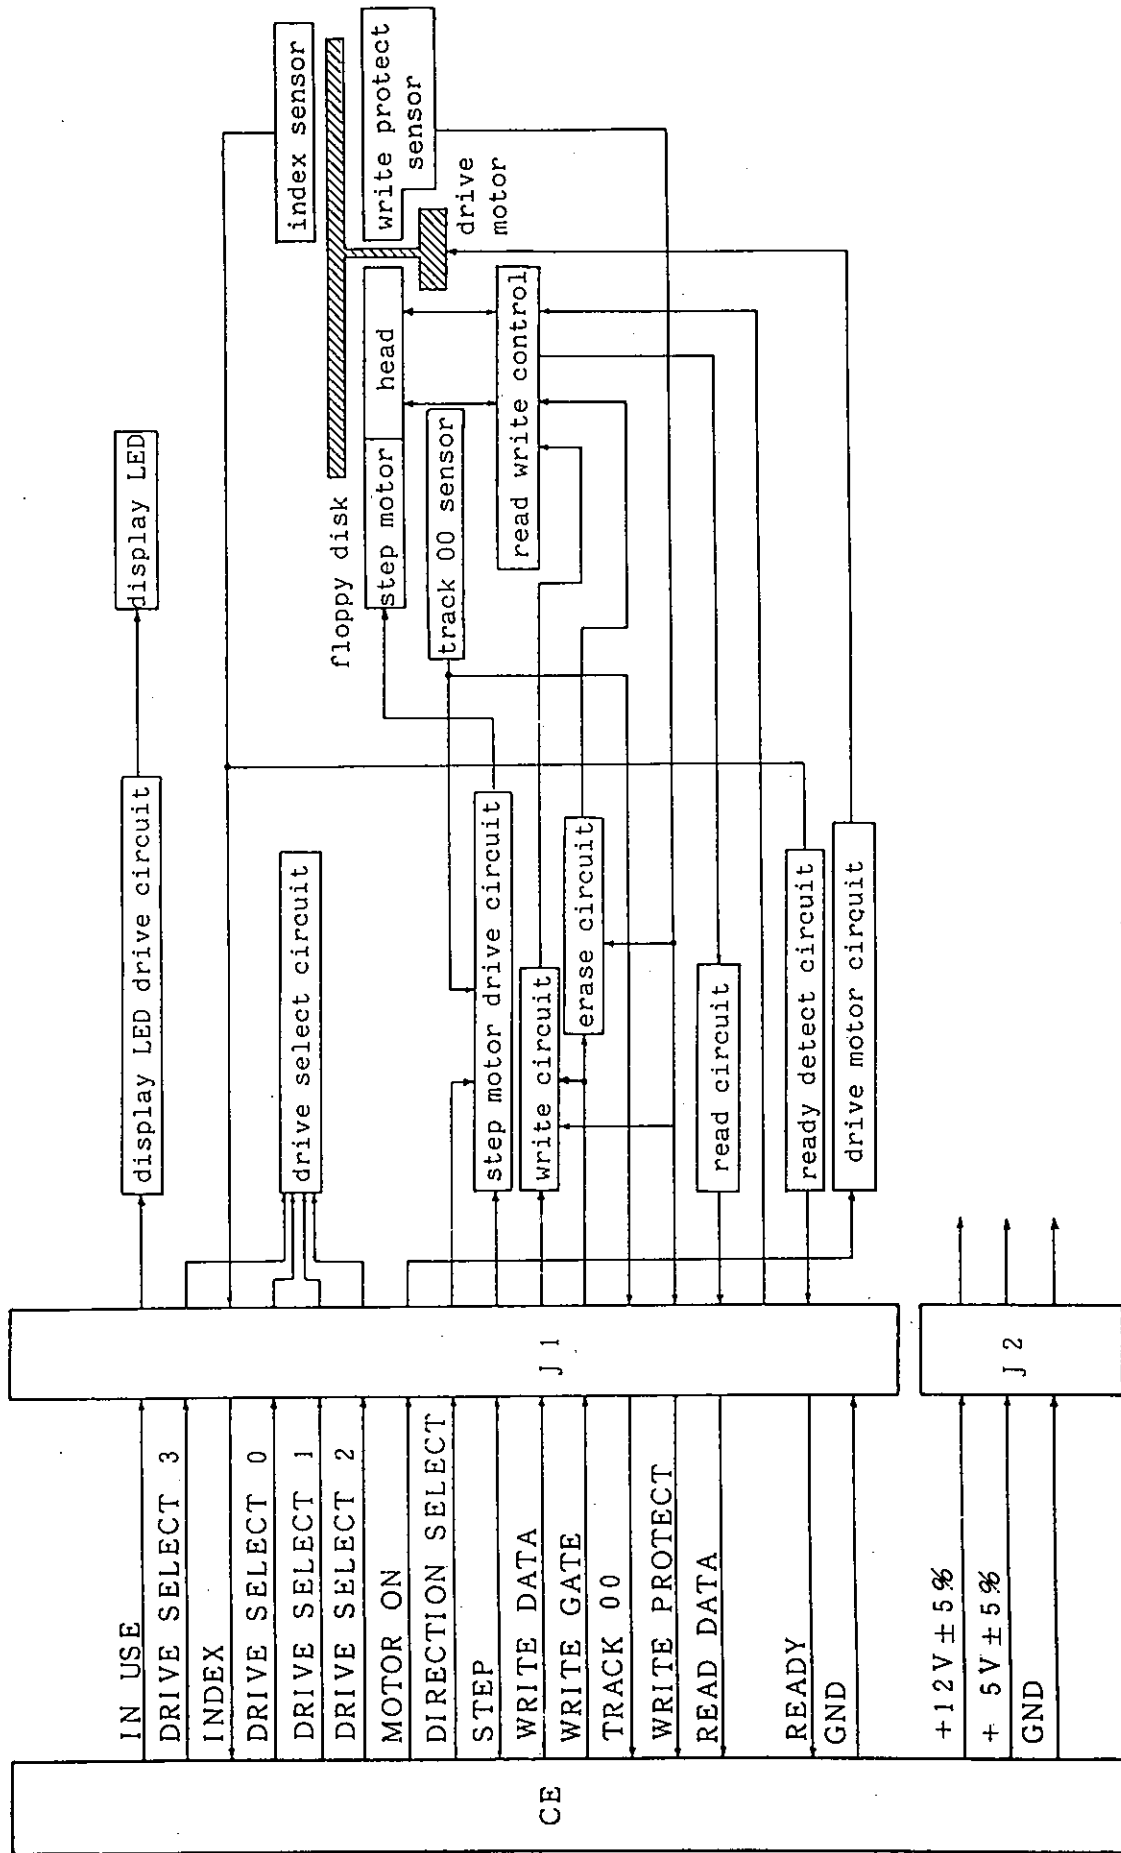 CE
IN USE
DRIVE SELECT 3
INDEX
DRIVE SELECT 0
DRIVE SELECT 1
DRIVE SELECT 2
MOTOR ON
DIRECTION SELECT
STEP
WRITE DATA
WRITE GATE
TRACK 00
WRITE PROTECT
READ DATA
READY
GND
+12V±5%
+ 5V±5%
GND
J1
J2
display LED drive circuit
display LED
drive select circuit
step motor drive circuit
write circuit
erase circuit
read circuit
ready detect circuit
drive motor circuit
floppy disk
step motor
head
track 00 sensor
read write control
index sensor
write protect
sensor
drive
motor